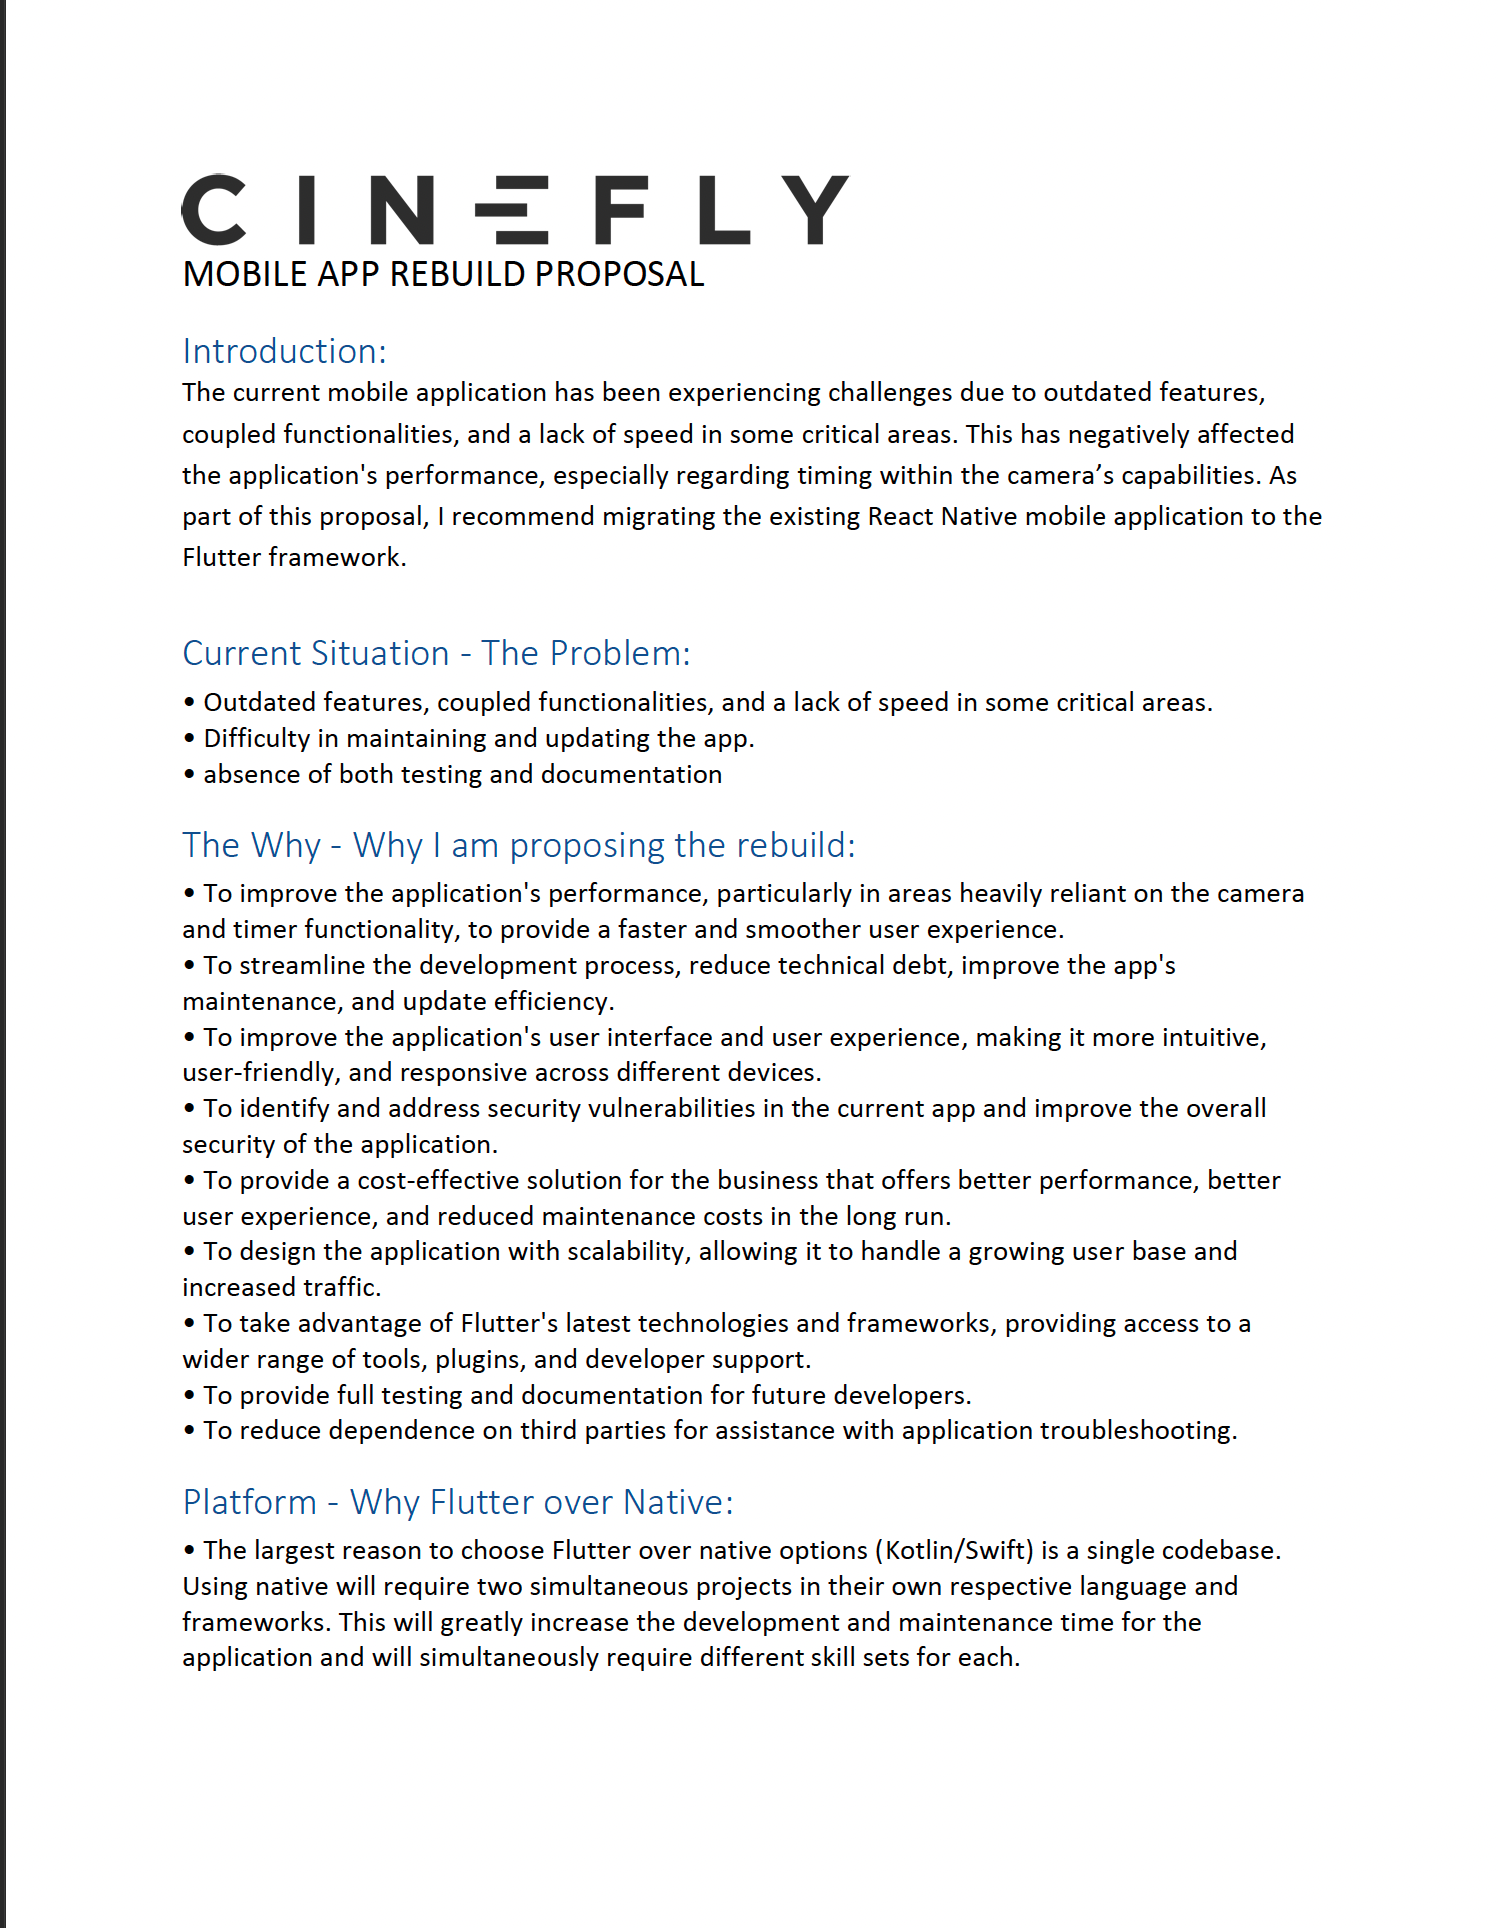 CINEFLY
MOBILE APP REBUILD PROPOSAL
Introduction:
The current mobile application has been experiencing challenges due to outdated features,
coupled functionalities, and a lack of speed in some critical areas. This has negatively affected
the application's performance, especially regarding timing within the camera’s capabilities. As
part of this proposal, I recommend migrating the existing React Native mobile application to the
Flutter framework.
Current Situation - The Problem:
• Outdated features, coupled functionalities, and a lack of speed in some critical areas.
• Difficulty in maintaining and updating the app.
• absence of both testing and documentation
The Why - Why I am proposing the rebuild:
• To improve the application's performance, particularly in areas heavily reliant on the camera
and timer functionality, to provide a faster and smoother user experience.
• To streamline the development process, reduce technical debt, improve the app's
maintenance, and update efficiency.
• To improve the application's user interface and user experience, making it more intuitive,
user-friendly, and responsive across different devices.
• To identify and address security vulnerabilities in the current app and improve the overall
security of the application.
• To provide a cost-effective solution for the business that offers better performance, better
user experience, and reduced maintenance costs in the long run.
• To design the application with scalability, allowing it to handle a growing user base and
increased traffic.
• To take advantage of Flutter's latest technologies and frameworks, providing access to a
wider range of tools, plugins, and developer support.
• To provide full testing and documentation for future developers.
• To reduce dependence on third parties for assistance with application troubleshooting.
Platform - Why Flutter over Native:
• The largest reason to choose Flutter over native options (Kotlin/Swift) is a single codebase.
Using native will require two simultaneous projects in their own respective language and
frameworks. This will greatly increase the development and maintenance time for the
application and will simultaneously require different skill sets for each.